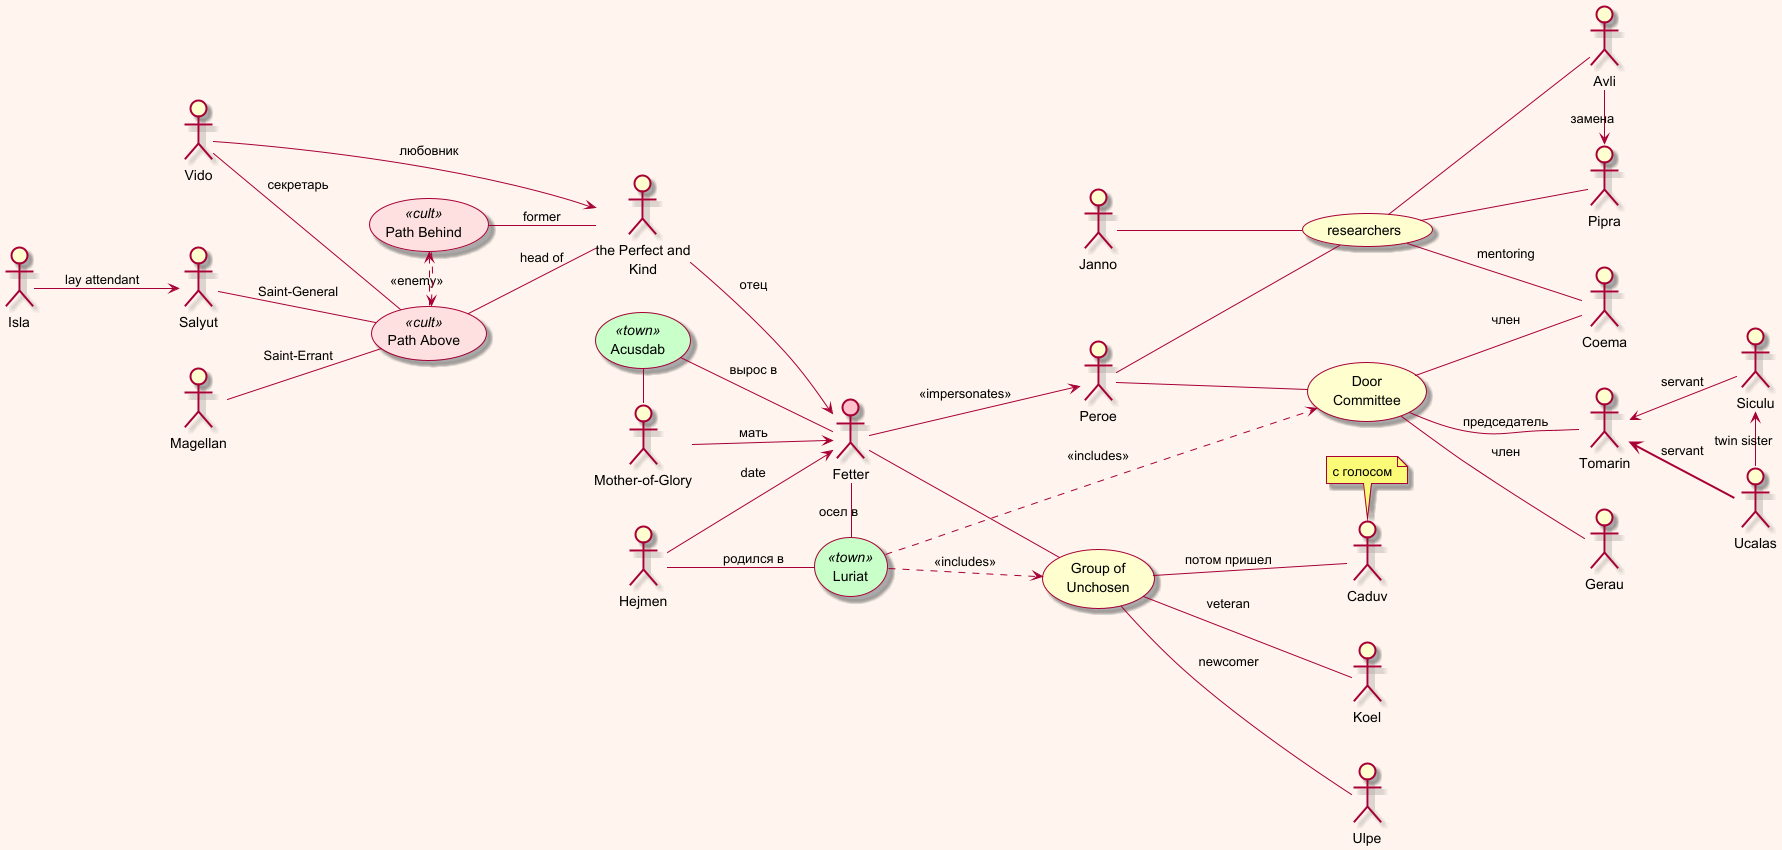 Avli
замена
Vido
любовник
секретарь
«cult»
Path Behind
former
the Perfect and
Kind
head of
Janno
researchers
Pipra
mentoring
Isla
lay attendant
Salyut
Saint-General
«enemy»
«cult»
Path Above
Saint-Errant
Magellan
отец
«town»
Acusdab
вырос в
Mother-of-Glory
мать
date
Fetter
«impersonates»
Peroe
член
Coema
Door
Committee
председатель
член
Tomarin
servant
Siculu
twin sister
servant
Ucalas
Gerau
«includes»
с голосом
осел в
Hejmen
родился в
«town»
Luriat
«includes»
Group of
Unchosen
потом пришел
Caduv
veteran
Koel
newcomer
Ulpe